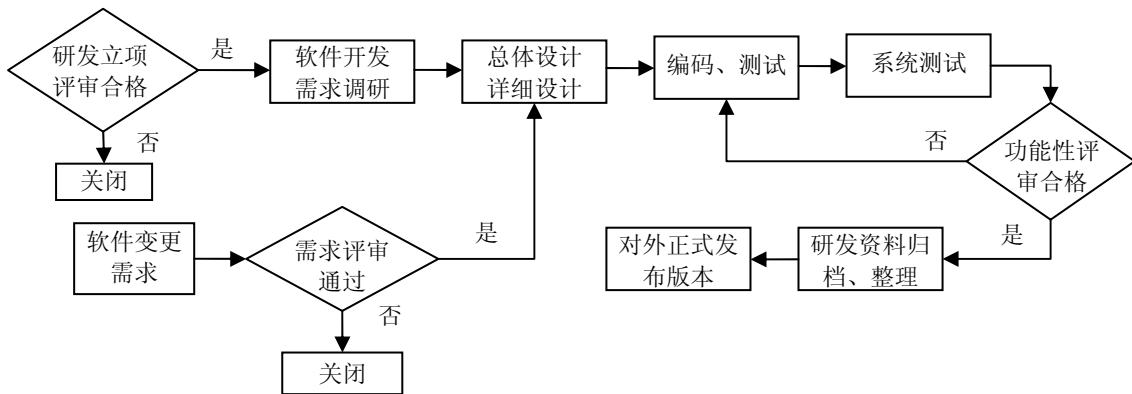 研发立项
评审合格
是
软件开发
需求调研
总体设计
详细设计
编码、测试
系统测试
否
关闭
否
功能性评
审合格
软件变更
需求
需求评审
通过
是
对外正式发
布版本
研发资料归
档、整理
是
否
关闭